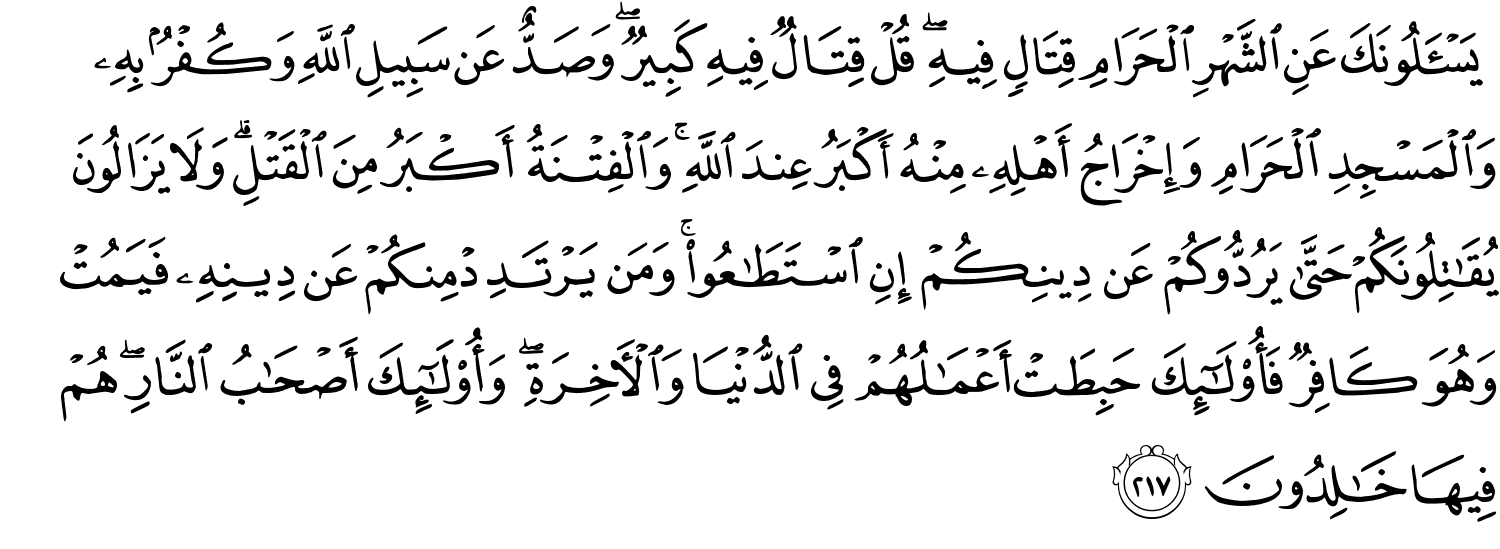 يَسْـَٔلُونَكَ عَنِ ٱلشَّهْرِ ٱلْحَرَامِ قِتَالٍ فِيهِ ۖ قُلْ قِتَالٌ فِيهِ كَبِيرٌ ۖ وَصَدٌّ عَن سَبِيلِ ٱللَّهِ وَكُفْرٌۢ بِهِۦ
وَٱلْمَسْجِدِ ٱلْحَرَامِ وَإِخْرَاجُ أَهْلِهِۦ مِنْهُ أَكْبَرُ عِندَ ٱللَّهِ ۚ وَٱلْفِتْنَةُ أَكْبَرُ مِنَ ٱلْقَتْلِ ۗ وَلَا يَزَالُونَ
يُقَـٰتِلُونَكُمْ حَتَّىٰ يَرُدُّوكُمْ عَن دِينِكُمْ إِنِ ٱسْتَطَـٰعُوا۟ ۚ وَمَن يَرْتَدِدْ مِنكُمْ عَن دِينِهِۦ فَيَمُتْ
وَهُوَ كَافِرٌ فَأُو۟لَـٰٓئِكَ حَبِطَتْ أَعْمَـٰلُهُمْ فِى ٱلدُّنْيَا وَٱلْـَٔاخِرَةِ ۖ وَأُو۟لَـٰٓئِكَ أَصْحَـٰبُ ٱلنَّارِ ۖ هُمْ
فِيهَا خَـٰلِدُونَ ٢١٧